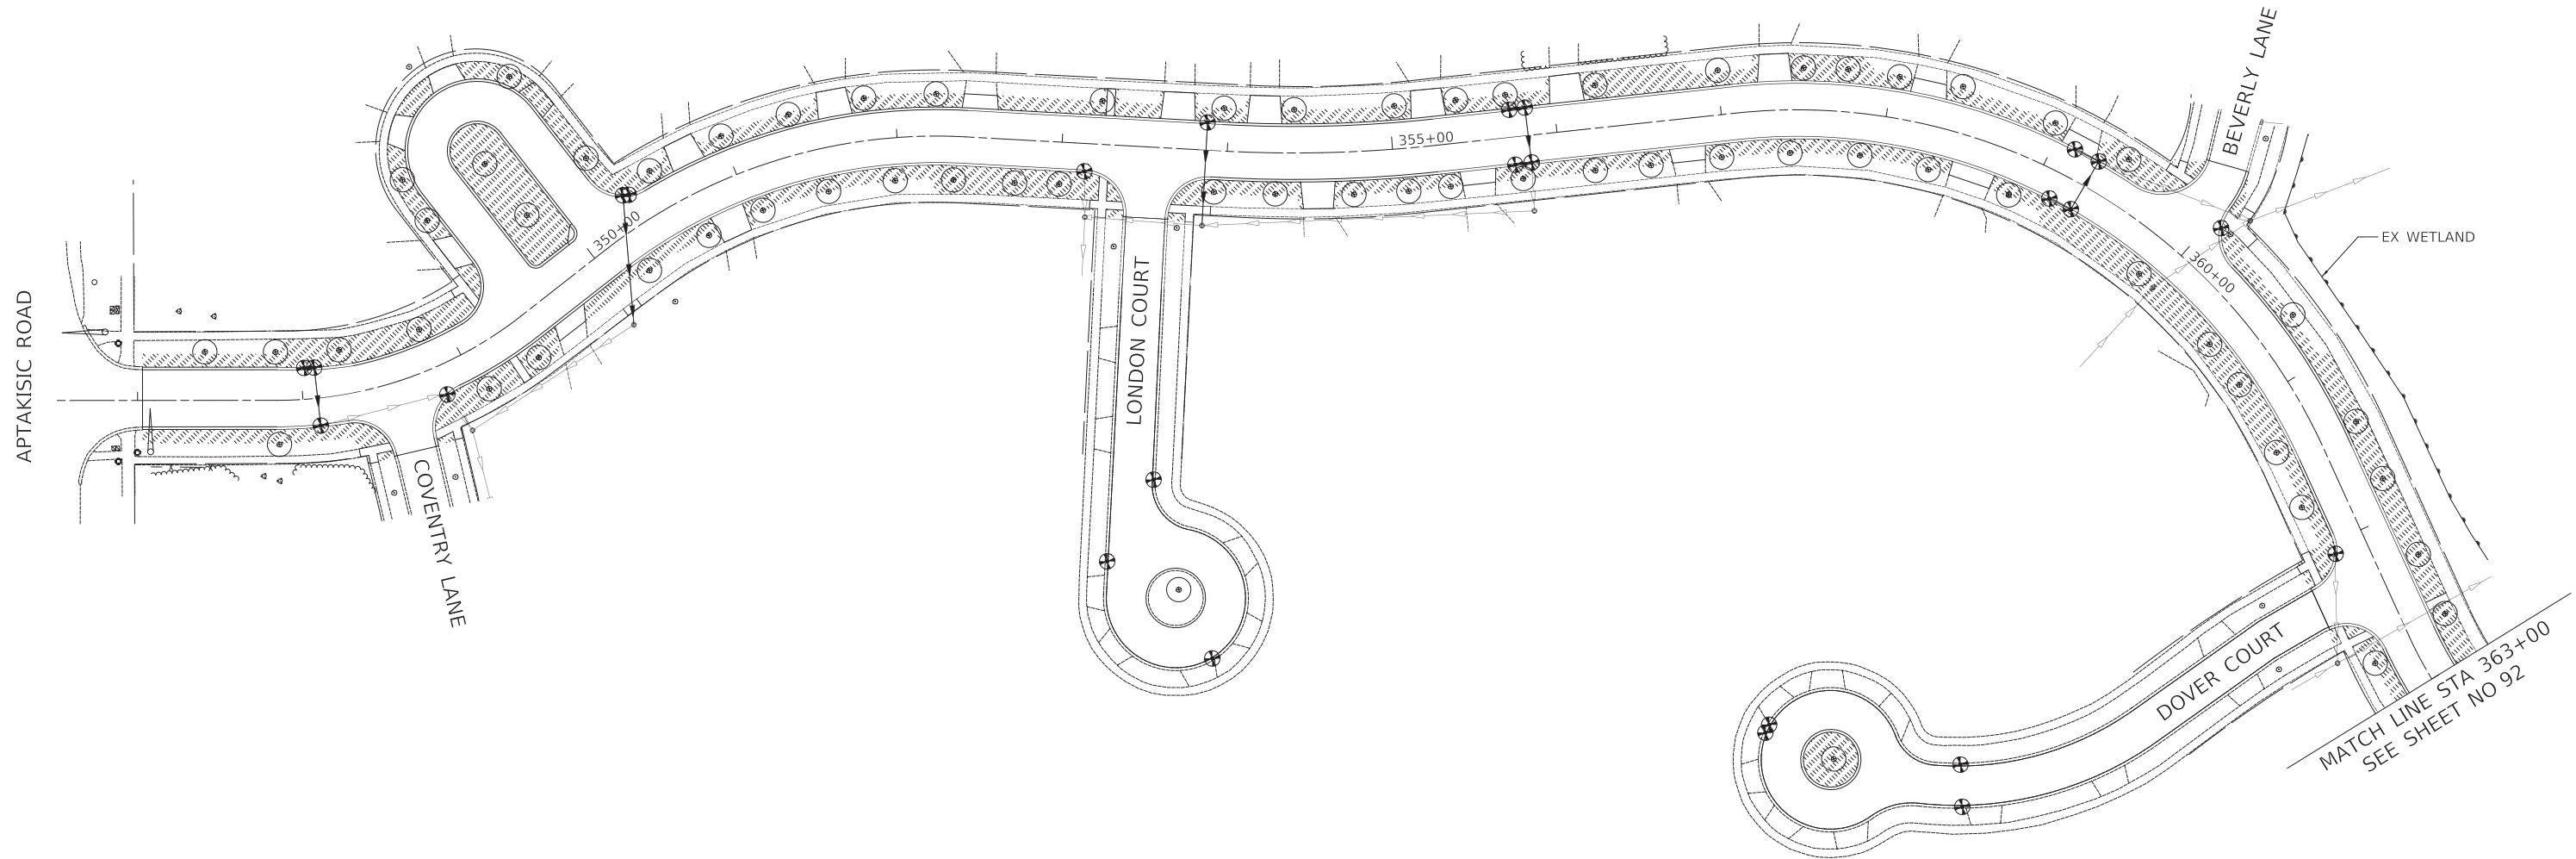 BEVERLY LANE
355+00
350+00
EX WETLAND
360+00
APTAKISIC ROAD
LONDON COURT
COVENTRY LANE
DOVER COURT
MATCH LINE STA 363+00
SEE SHEET NO 92